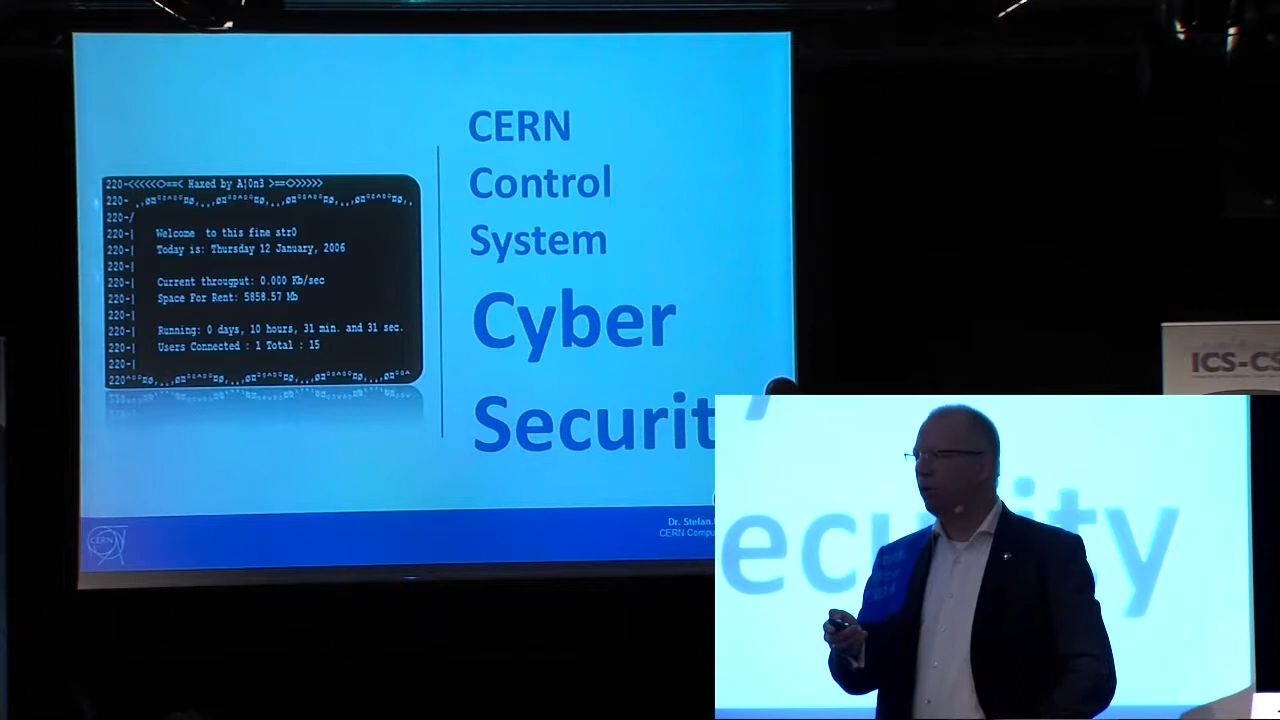 CERN
Control
System
Cyber
Securit
220-<<<<<O==< Haxed by A¦0n3 >==O>>>>>
220-/
220-| Welcome to this fine str0
220-| Today is: Thursday 12 January, 2006
220-|
220-| Current througput: 0.000 Kb/sec
220-| Space For Rent: 5858.57 Mb
220-|
220-| Running: 0 days, 10 hours, 31 min. and 31 sec.
220-| Users Connected : 1 Total : 15
220-|
CERN
Dr. Stefan.
CERN Compu
ICS-CS
ecurity